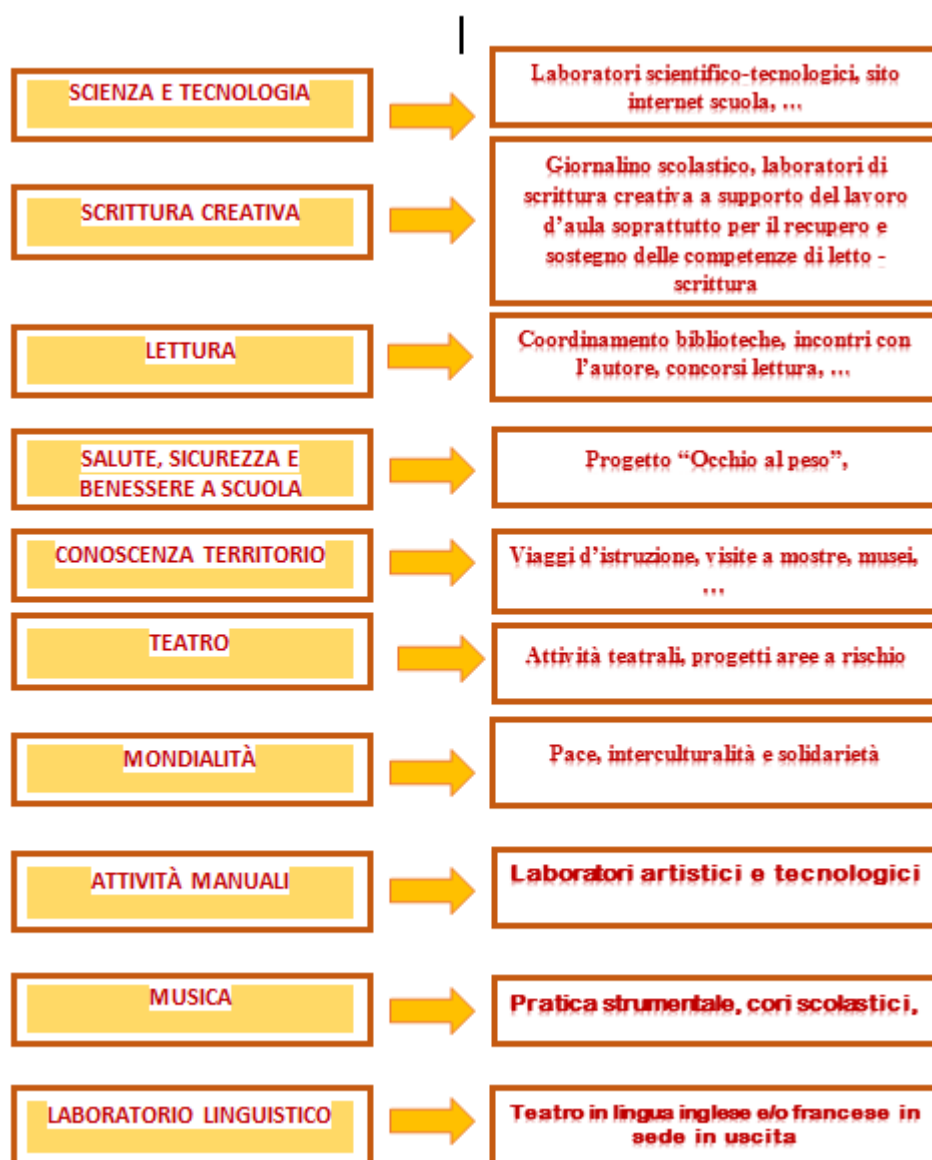 SCIENZA E TECNOLOGIA
Laboratori scientifico-tecnologici, sito
internet scuola, …
SCRITTURA CREATIVA
Giornalino scolastico, laboratori di
scrittura creativa a supporto del lavoro
d’aula soprattutto per il recupero e
sostegno delle competenze di letto -
scrittura
LETTURA
Coordinamento biblioteche, incontri con
l’autore, concorsi lettura, …
SALUTE, SICUREZZA E
BENESSERE A SCUOLA
Progetto “Occhio al peso”,
CONOSCENZA TERRITORIO
Viaggi d’istruzione, visite a mostre, musei,
…
TEATRO
Attività teatrali, progetti aree a rischio
MONDIALITÀ
Pace, interculturalità e solidarietà
ATTIVITÀ MANUALI
Laboratori artistici e tecnologici
MUSICA
Pratica strumentale, cori scolastici,
LABORATORIO LINGUISTICO
Teatro in lingua inglese e/o francese in
sede in uscita